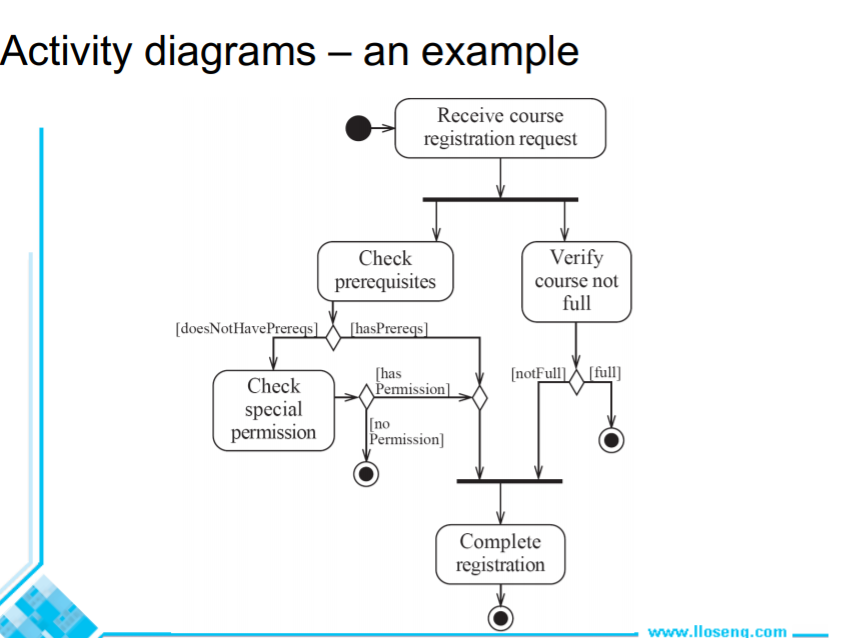 Activity diagrams – an example
Receive course
registration request
Check
prerequisites
Verify
course not
full
[doesNotHavePrereqs]
[hasPrereqs]
Check
special
permission
[has
Permission]
[no
Permission]
[notFull]
[full]
Complete
registration
www.lloseng.com